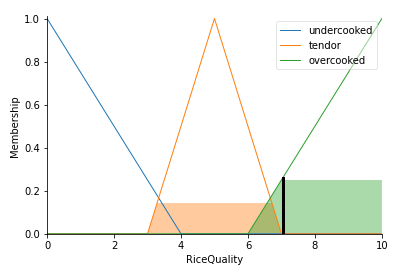 1.0
0.8
0.6
0.4
0.2
0.0
Membership
0 2 4 6 8 10
RiceQuality
undercooked
tendor
overcooked